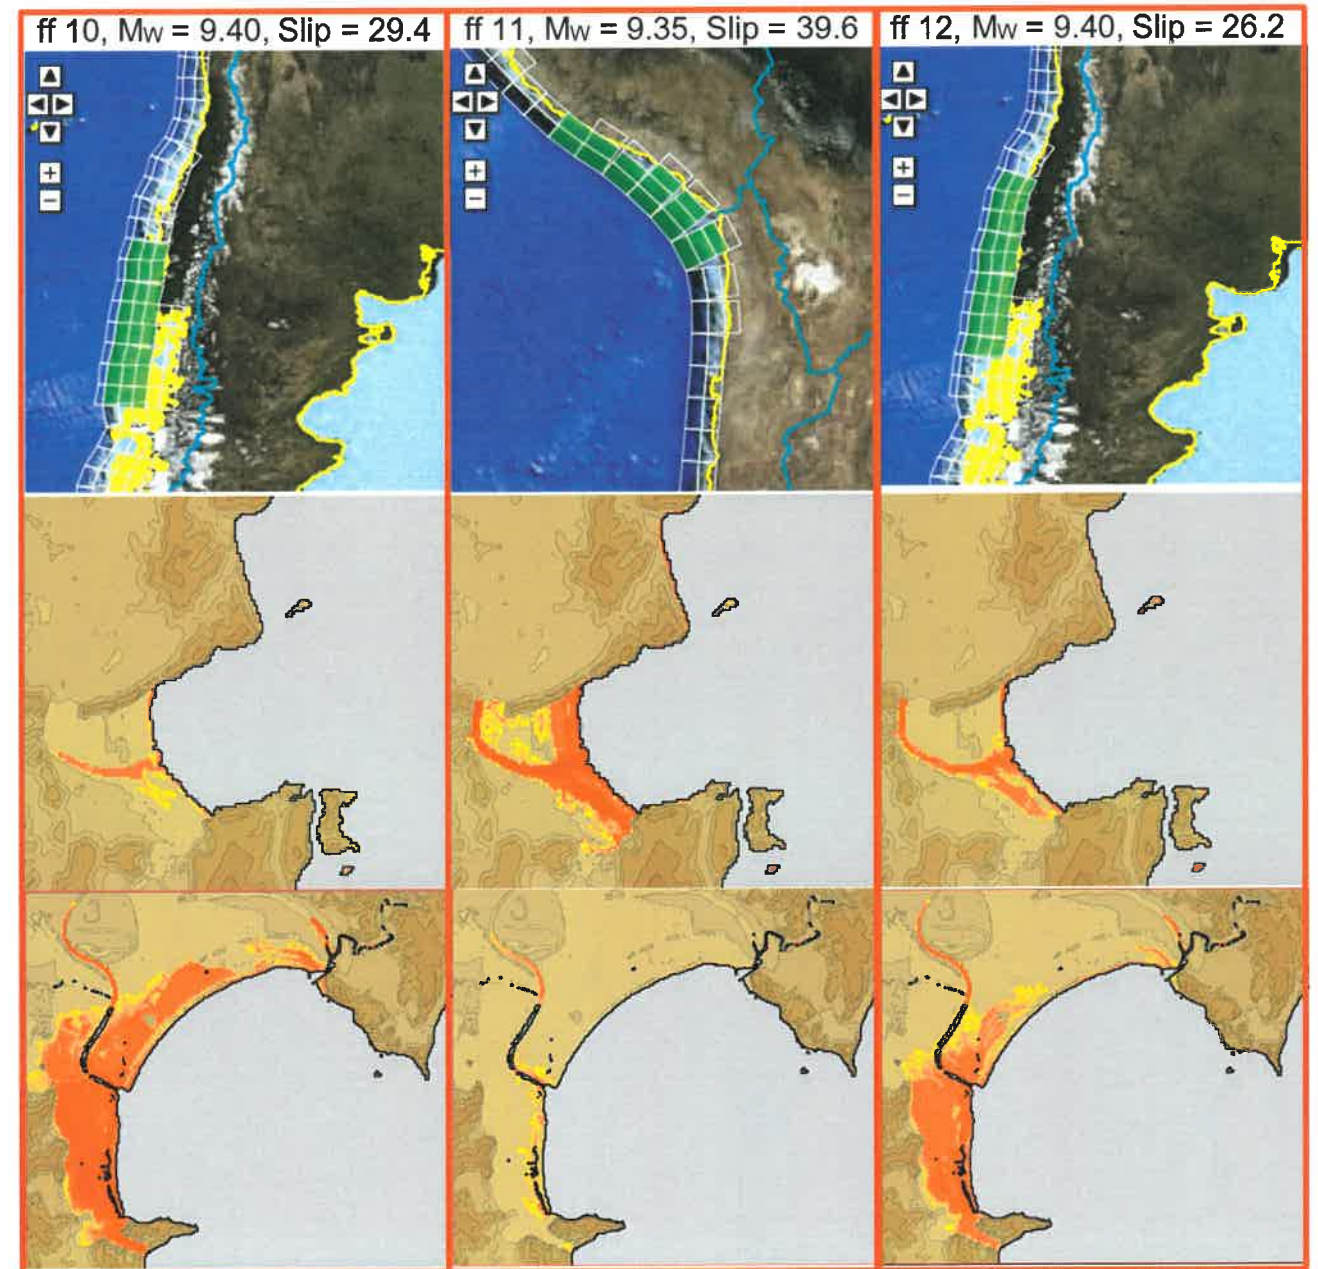 ff 10, Mw = 9.40, Slip = 29.4
ff 11, Mw = 9.35, Slip = 39.6
ff 12, Mw = 9.40, Slip = 26.2